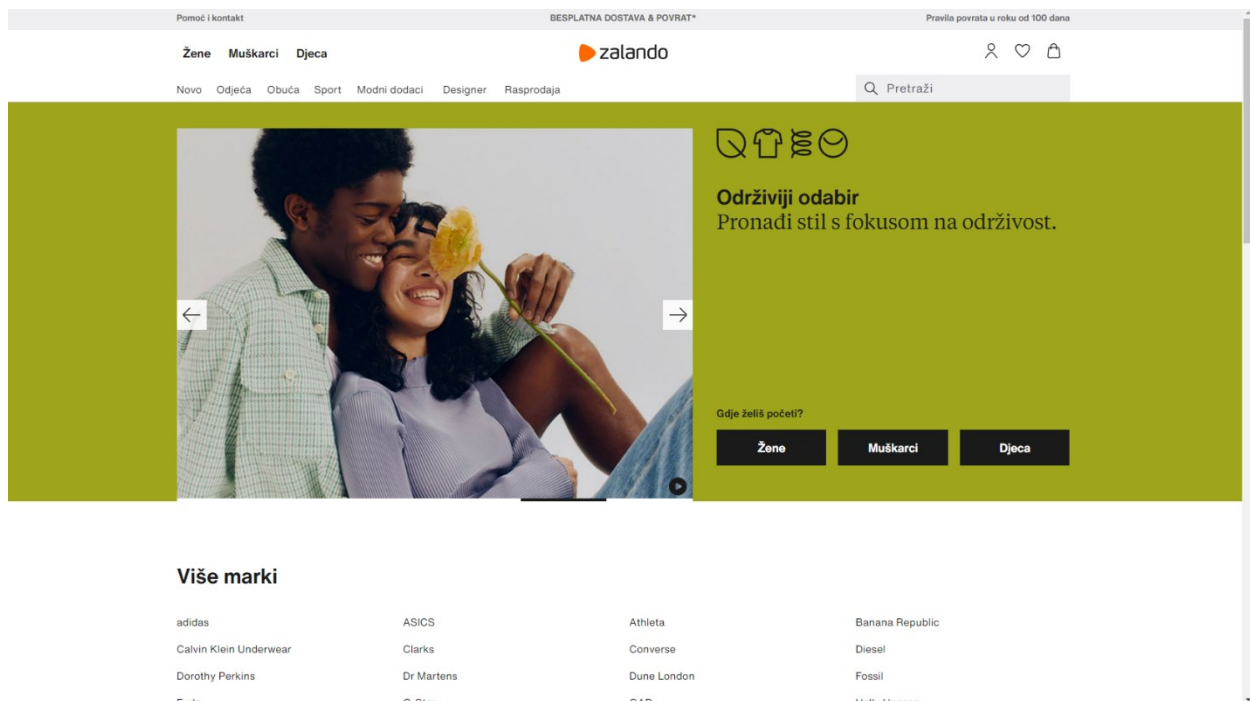 Pomoć i kontakt
BESPLATNA DOSTAVA & POVRAT*
Pravila povrata u roku od 100 dana
Žene Muškarci Djeca
zalando
Novo Odjeća Obuća Sport Modni dodaci Designer Rasprodaja
Pretraži
Održiviji odabir
Pronađi stil s fokusom na održivost.
Gdje želiš početi?
Žene Muškarci Djeca
Više marki
adidas ASICS Athleta Banana Republic
Calvin Klein Underwear Clarks Converse Diesel
Dorothy Perkins Dr Martens Dune London Fossil